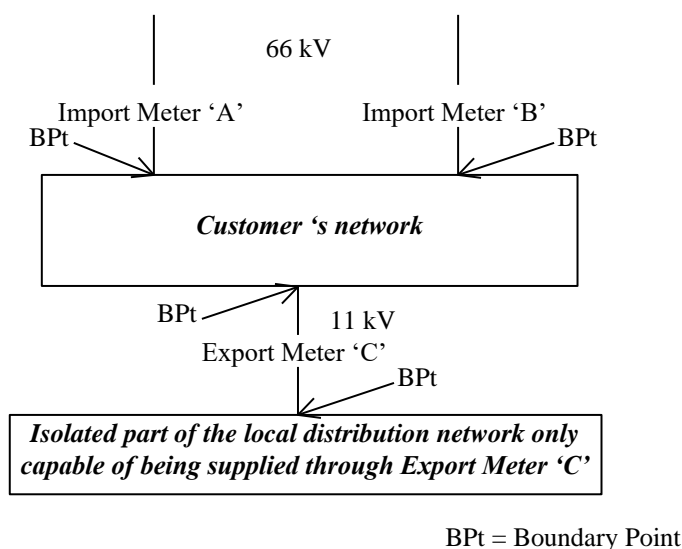 66 kV
Import Meter ‘A’
Import Meter ‘B’
BPt
BPt
Customer ‘s network
BPt
11 kV
Export Meter ‘C’
BPt
Isolated part of the local distribution network only
capable of being supplied through Export Meter ‘C’
BPt = Boundary Point